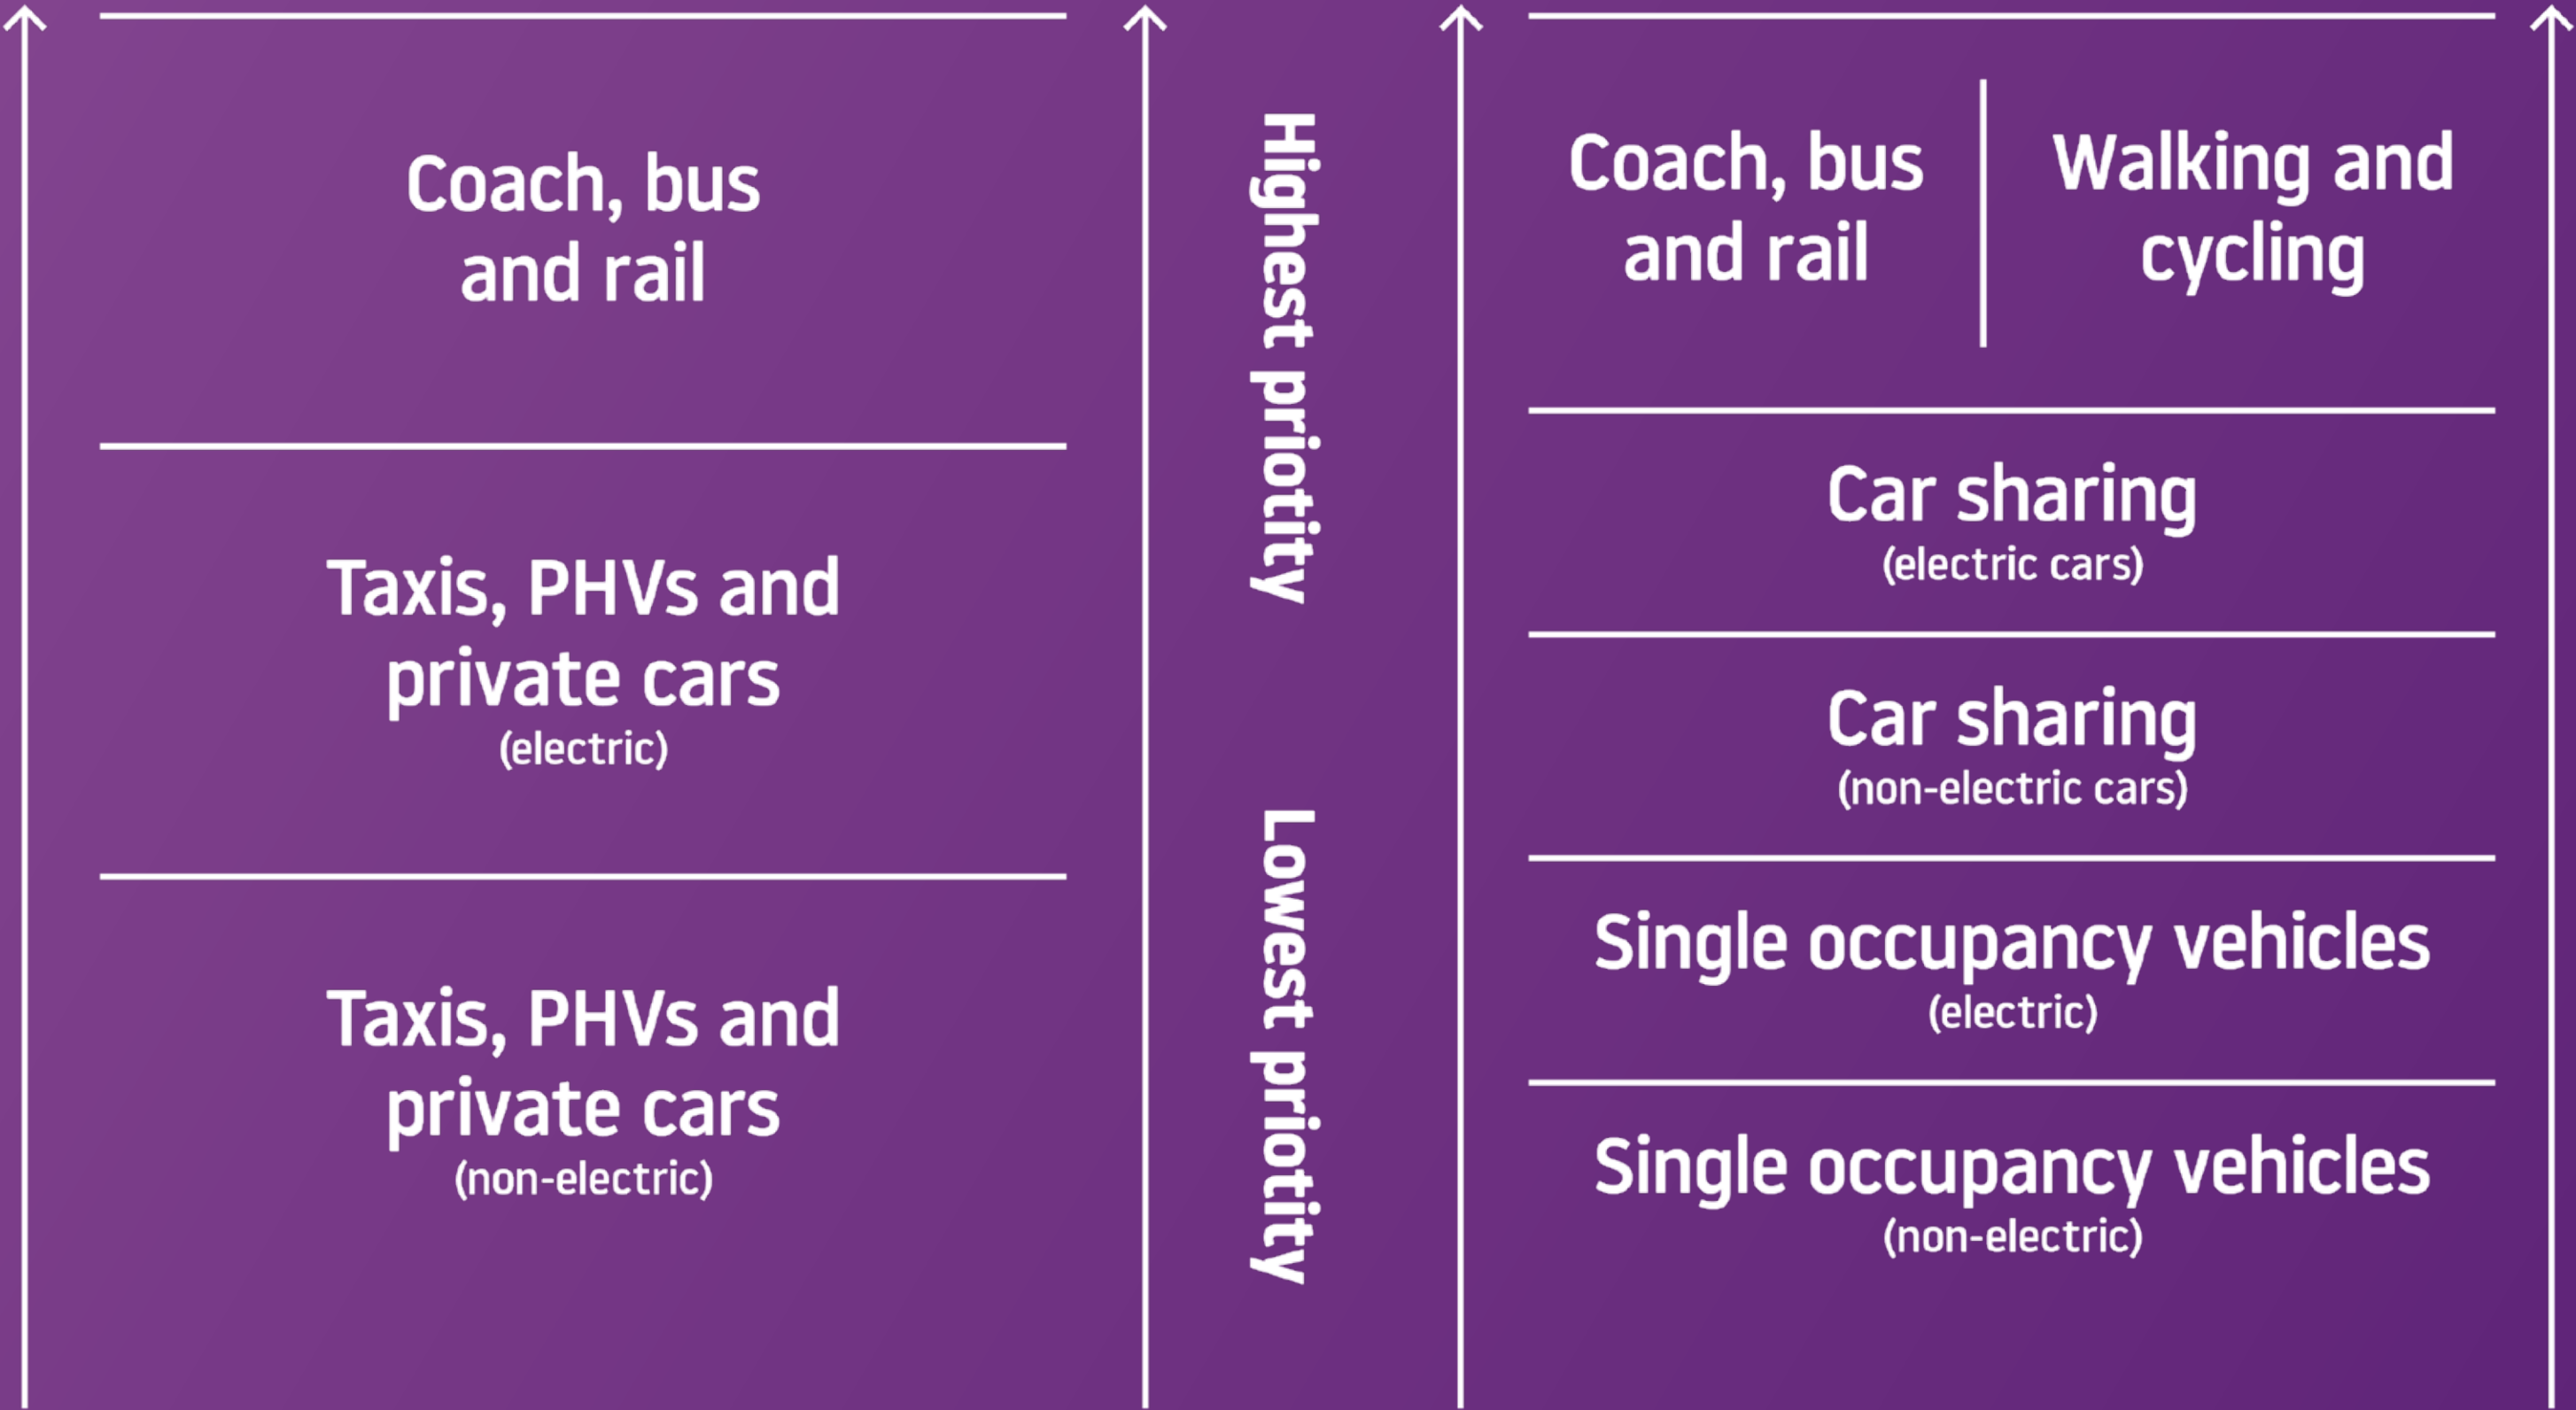 Coach, bus
and rail
Taxis, PHVs and
private cars
(electric)
Taxis, PHVs and
private cars
(non-electric)
Highest priotity
Lowest priotity
Coach, bus
and rail
Walking and
cycling
Car sharing
(electric cars)
Car sharing
(non-electric cars)
Single occupancy vehicles
(electric)
Single occupancy vehicles
(non-electric)